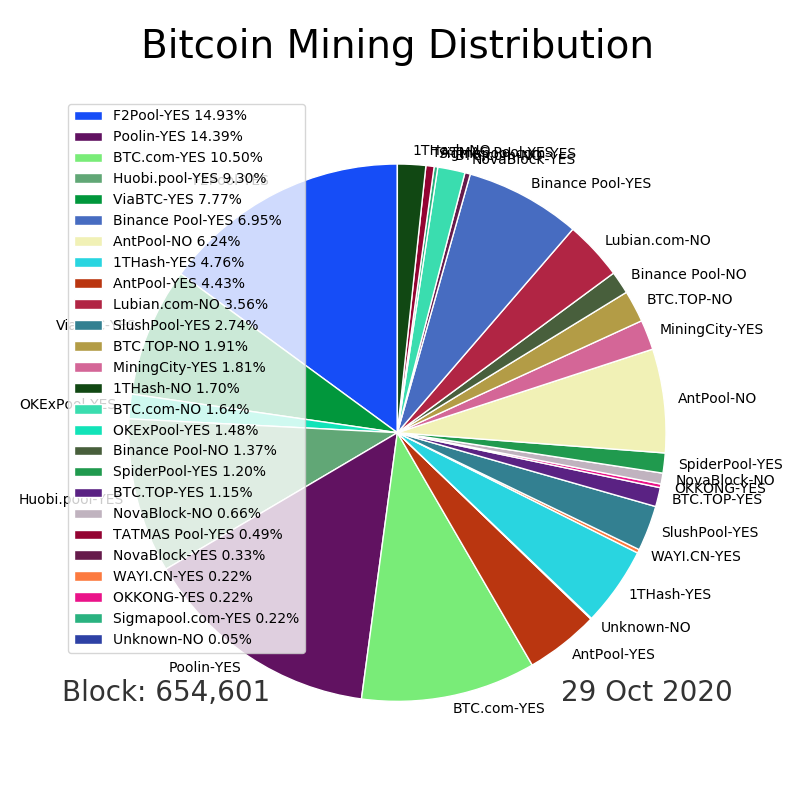 Bitcoin Mining Distribution
F2Pool-YES 14.93%
Poolin-YES 14.39%
BTC.com-YES 10.50%
Huobi.pool-YES 9.30%
ViaBTC-YES 7.77%
Binance Pool-YES 6.95%
AntPool-NO 6.24%
1THash-YES 4.76%
AntPool-YES 4.43%
Lubian.com-NO 3.56%
SlushPool-YES 2.74%
BTC.TOP-NO 1.91%
MiningCity-YES 1.81%
1THash-NO 1.70%
BTC.com-NO 1.64%
OKExPool-YES 1.48%
Binance Pool-NO 1.37%
SpiderPool-YES 1.20%
BTC.TOP-YES 1.15%
NovaBlock-NO 0.66%
TATMAS Pool-YES 0.49%
NovaBlock-YES 0.33%
WAYI.CN-YES 0.22%
OKKONG-YES 0.22%
Sigmapool.com-YES 0.22%
Unknown-NO 0.05%
1THash-NO
NovaBlock-YES
Binance Pool-YES
Lubian.com-NO
Binance Pool-NO
BTC.TOP-NO
MiningCity-YES
AntPool-NO
SpiderPool-YES
NovaBlock-NO
OKKONG-YES
BTC.TOP-YES
SlushPool-YES
WAYI.CN-YES
1THash-YES
Unknown-NO
AntPool-YES
BTC.com-YES
Poolin-YES
Huobi.pool-YES
OKExPool-YES
Block: 654,601
29 Oct 2020